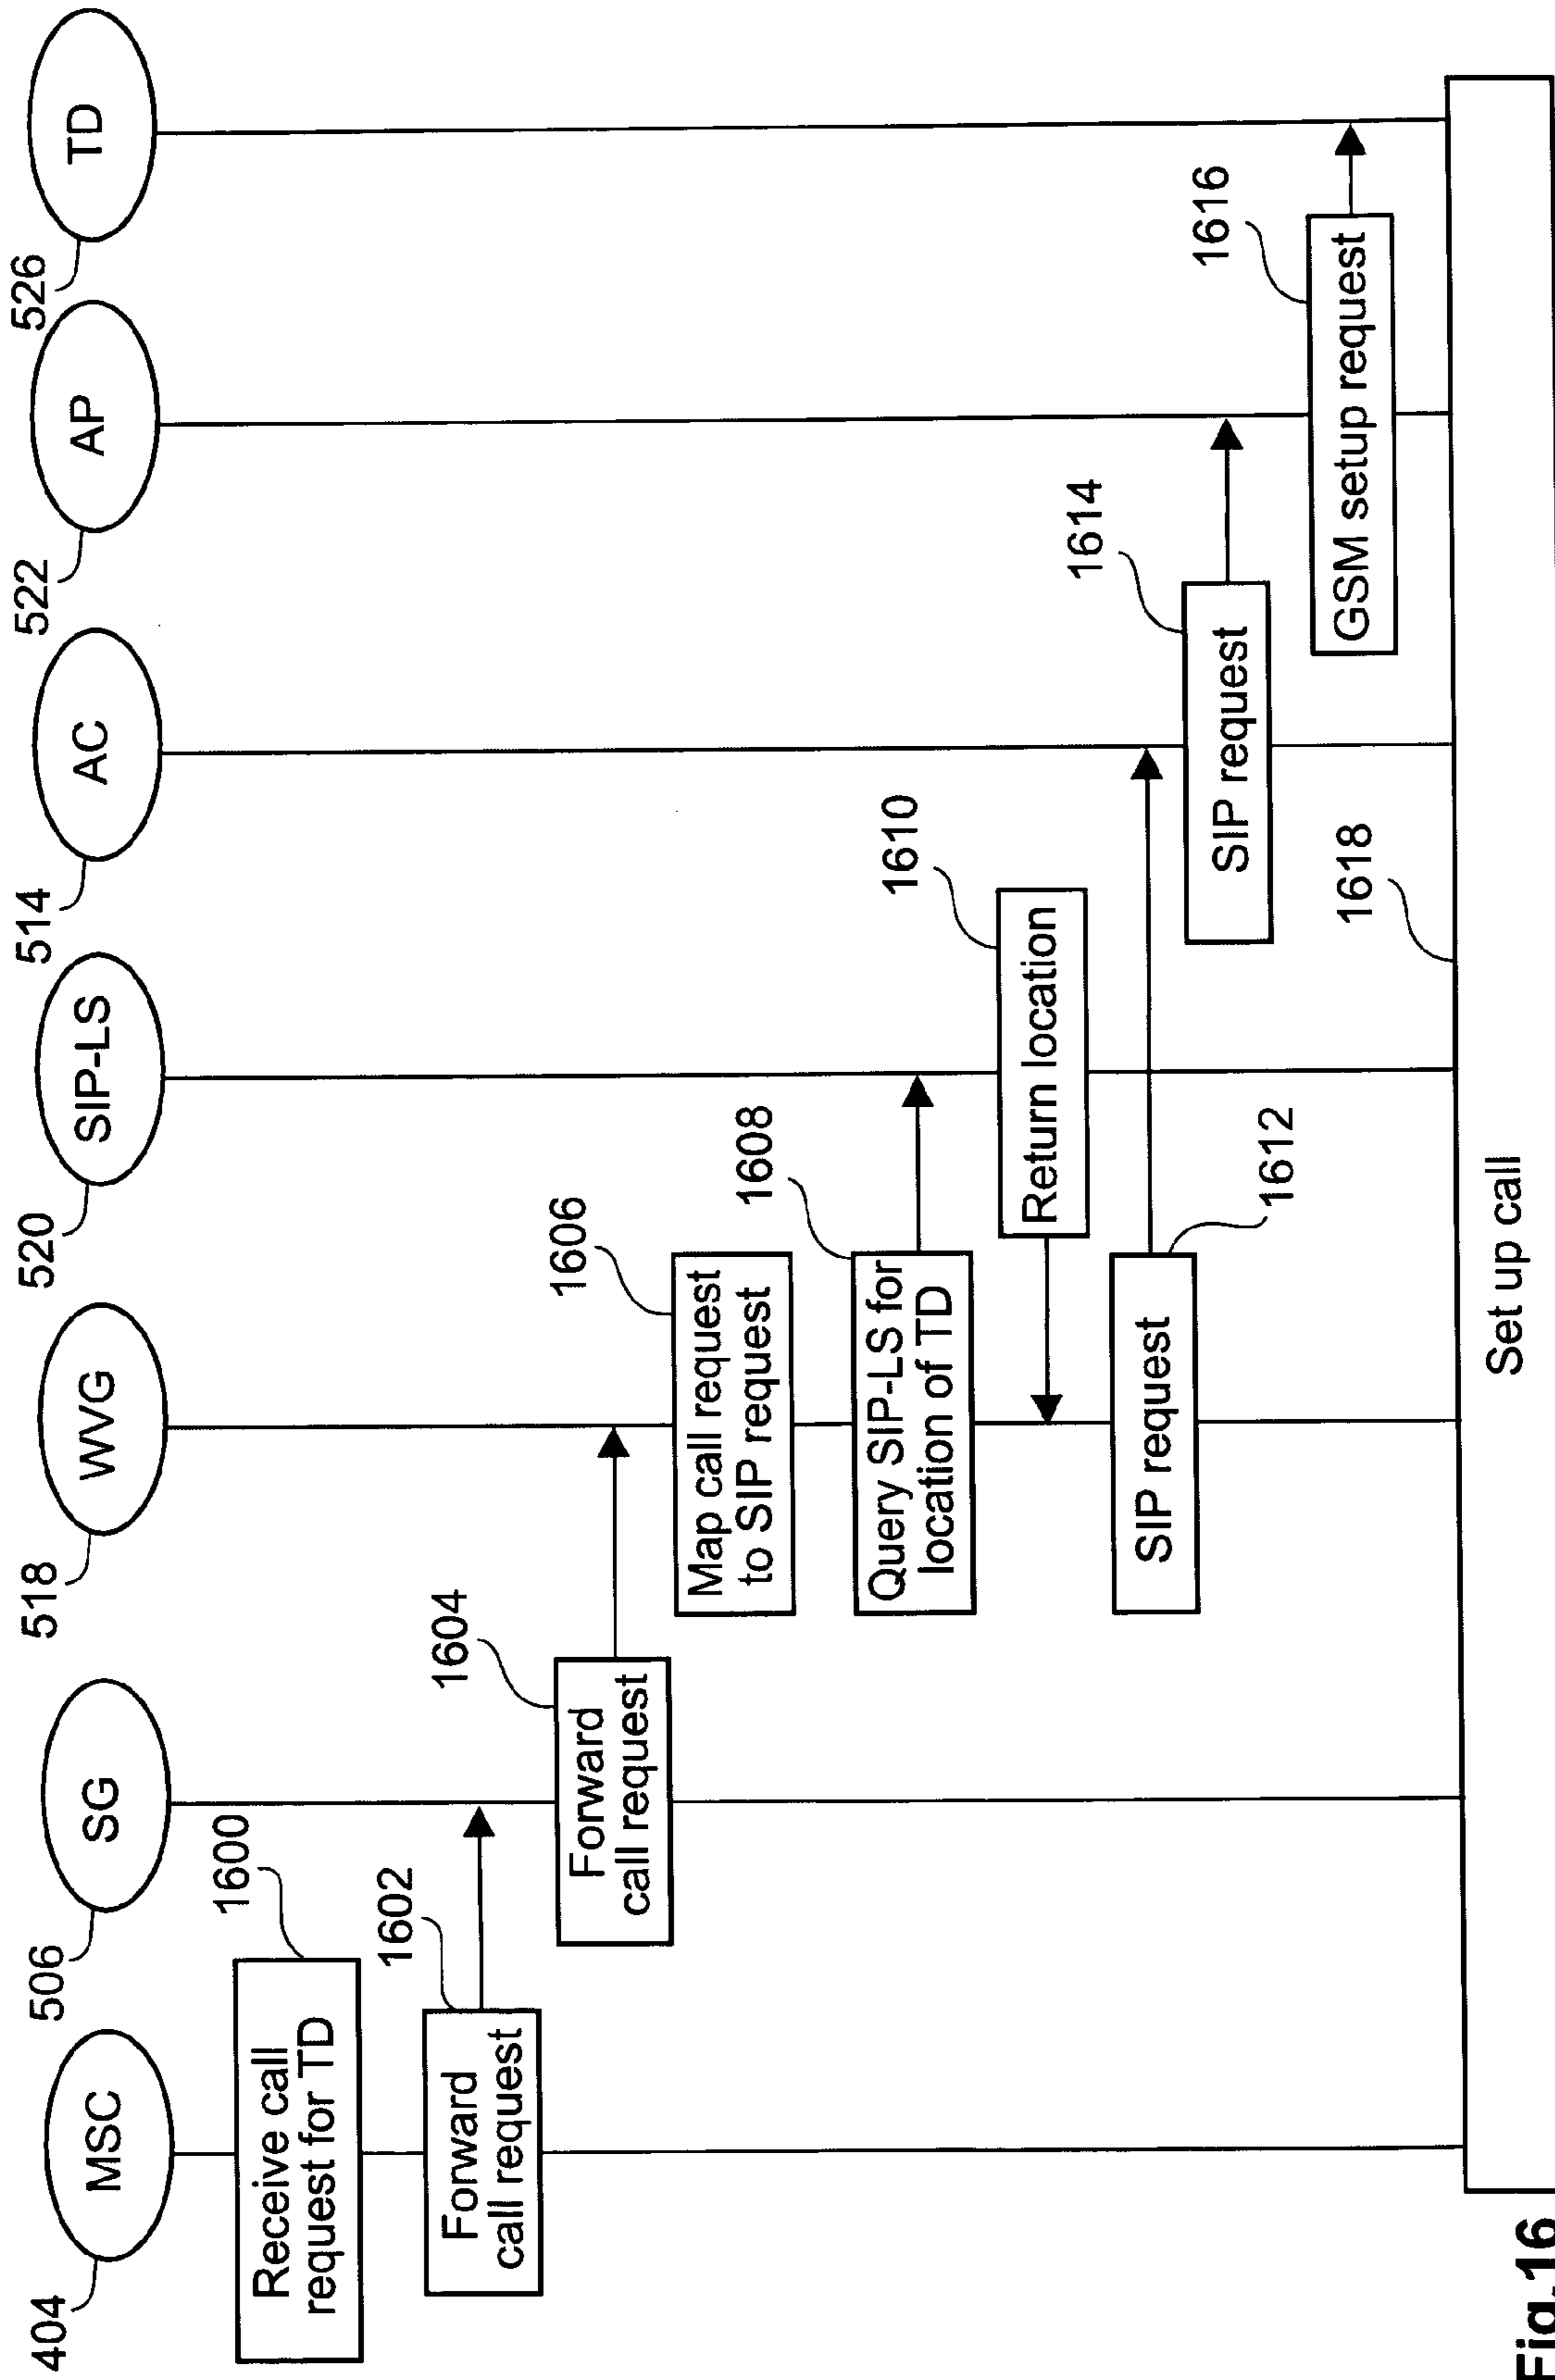 404
506
518
520
514
522
526
MSC
SG
WVG
SIP-LS
AC
AP
TD
1600
Receive call
request for TD
1602
Forward
call request
1604
Forward
call request
1606
Map call request
to SIP request
1608
Query SIP-LS for
location of TD
1610
Return location
SIP request
1612
1614
SIP request
1616
GSM setup request
1618
Set up call
Fig.16